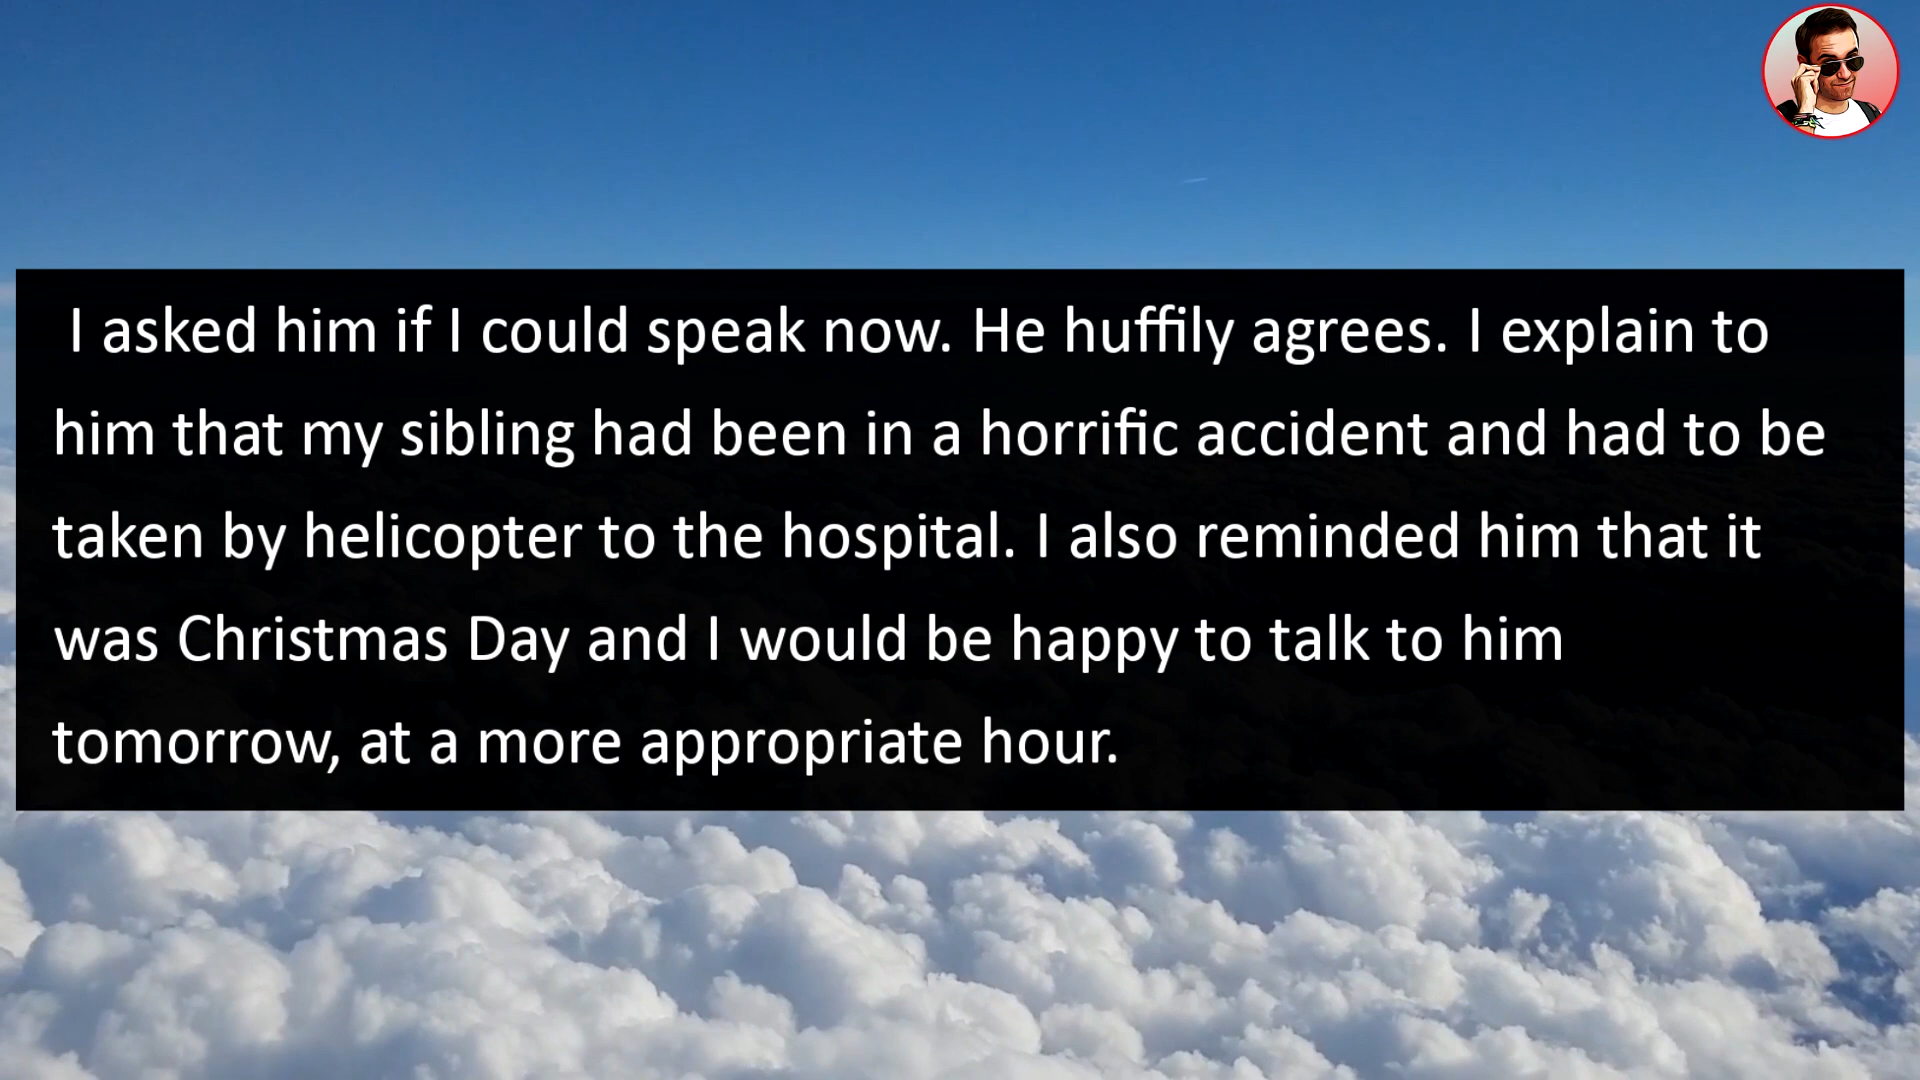 I asked him if I could speak now. He huffily agrees. I explain to
him that my sibling had been in a horrific accident and had to be
taken by helicopter to the hospital. I also reminded him that it
was Christmas Day and I would be happy to talk to him
tomorrow, at a more appropriate hour.